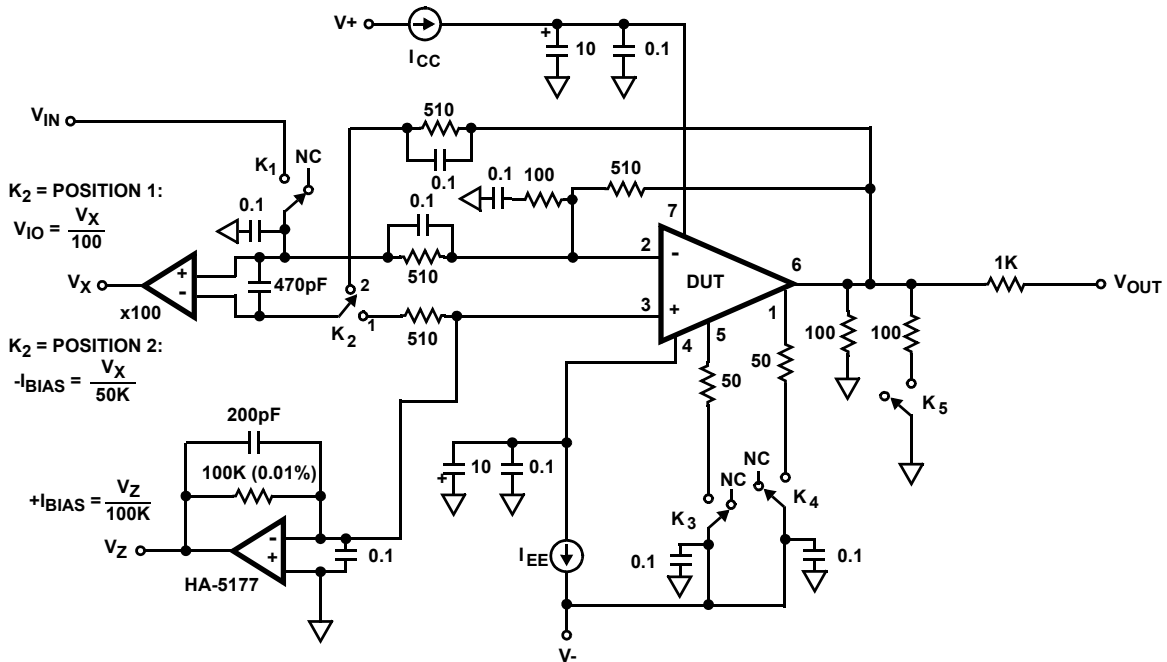 V+
I CC
+
10
0.1
510
0.1
V IN
K 1
NC
0.1
100
510
K 2 = POSITION 1:
V IO = V X / 100
0.1
0.1
7
2
-
510
470pF
V X
+
-
x100
2
K 2
1
510
DUT
3
+
6
1
4
5
1K
V OUT
K 2 = POSITION 2:
-I BIAS = V X / 50K
100
100
50
50
K 5
200pF
100K (0.01%)
+I BIAS = V Z / 100K
V Z
-
+
HA-5177
0.1
+
10
0.1
NC
NC
K 3
K 4
I EE
0.1
0.1
V-